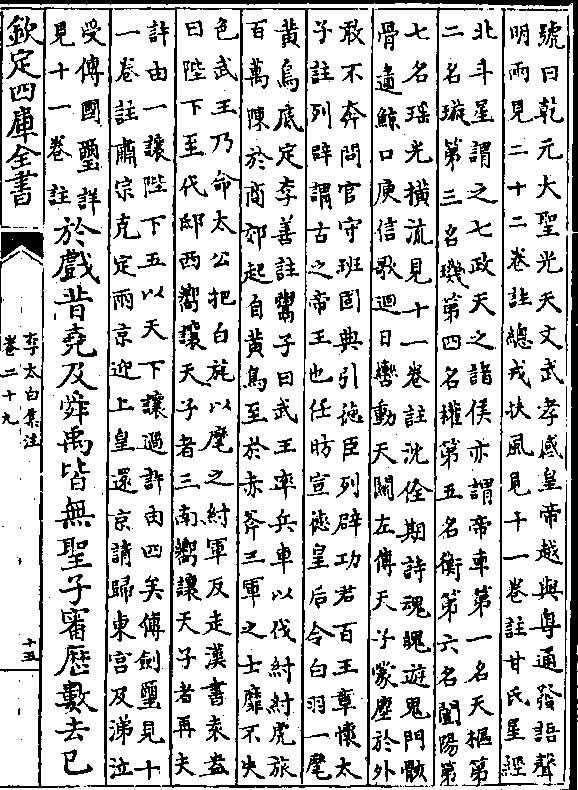 號曰乾元大聖光天文武孝感皇帝越與粤通發語聲
明兩見二十二卷註總戎扶風見十一卷註甘氏星經
北斗星謂之七政天之諸侯亦謂帝車第一名天樞第
二名璇第三名璣第四名權第五名衡第六名闓陽第
七名瑶光橫流見十一卷註沈佺期詩魂魄遊鬼門骸
骨遺鯨口庾信歌迴日轡動天關左傳天子蒙塵於外
敢不奔問官守班固典引施臣列辟功若百王章懷太
子註列辟謂古之帝王也任昉宣德皇后令白羽一麾
黃鳥底定李善註鬻子曰武王率兵車以伐紂紂虎旅
百萬陳於商郊起自黃鳥至於赤斧三軍之士靡不失
色武王乃命太公把白旄以麾之紂軍反走漢書袁盎
曰陛下至代邸西嚮讓天子者三南嚮讓天子者再夫
許由一讓陛下五以天下讓過許由四矣傳劍璽見十
一卷註肅宗克定兩京迎上皇還京請歸東宮及涕泣
受傳國璽詳
見十一卷註
於戲昔堯及舜禹皆無聖子審厯數去已
欽定四庫全書
李太白集注
卷二十九
十五